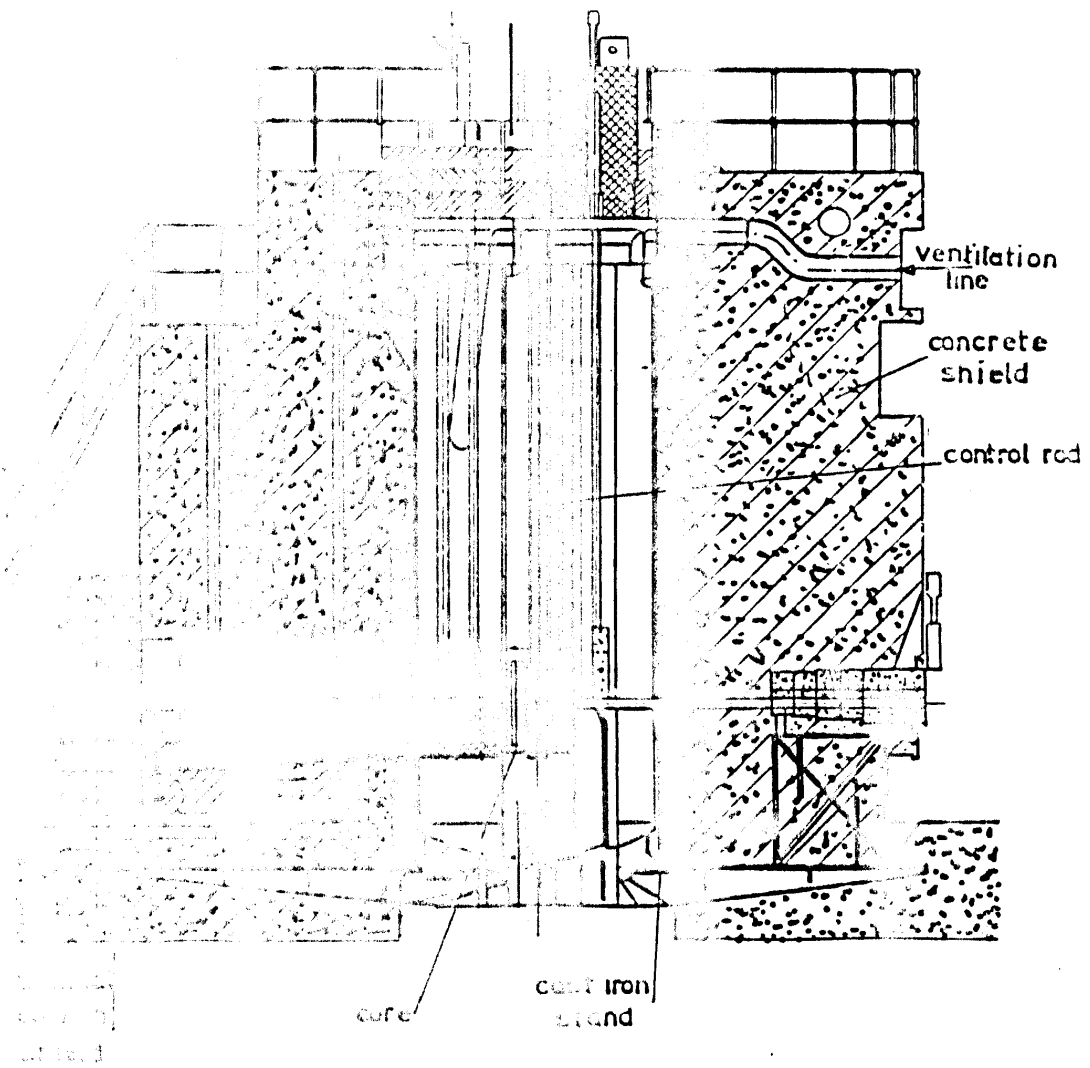 ventilation
line
concrete
shield
control rod
core
cast iron
stand